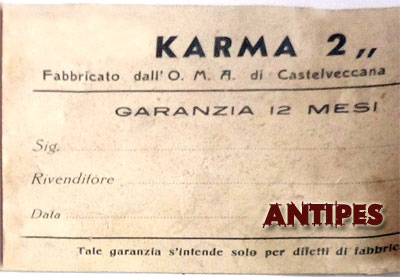 KARMA 2,,
Fabbricato dall'O. M. A. di Castelveccana
GARANZIA 12 MESI
Sig.
Rivenditore
Data
ANTIPES
Tale garanzia s'intende solo per difetti di fabbric